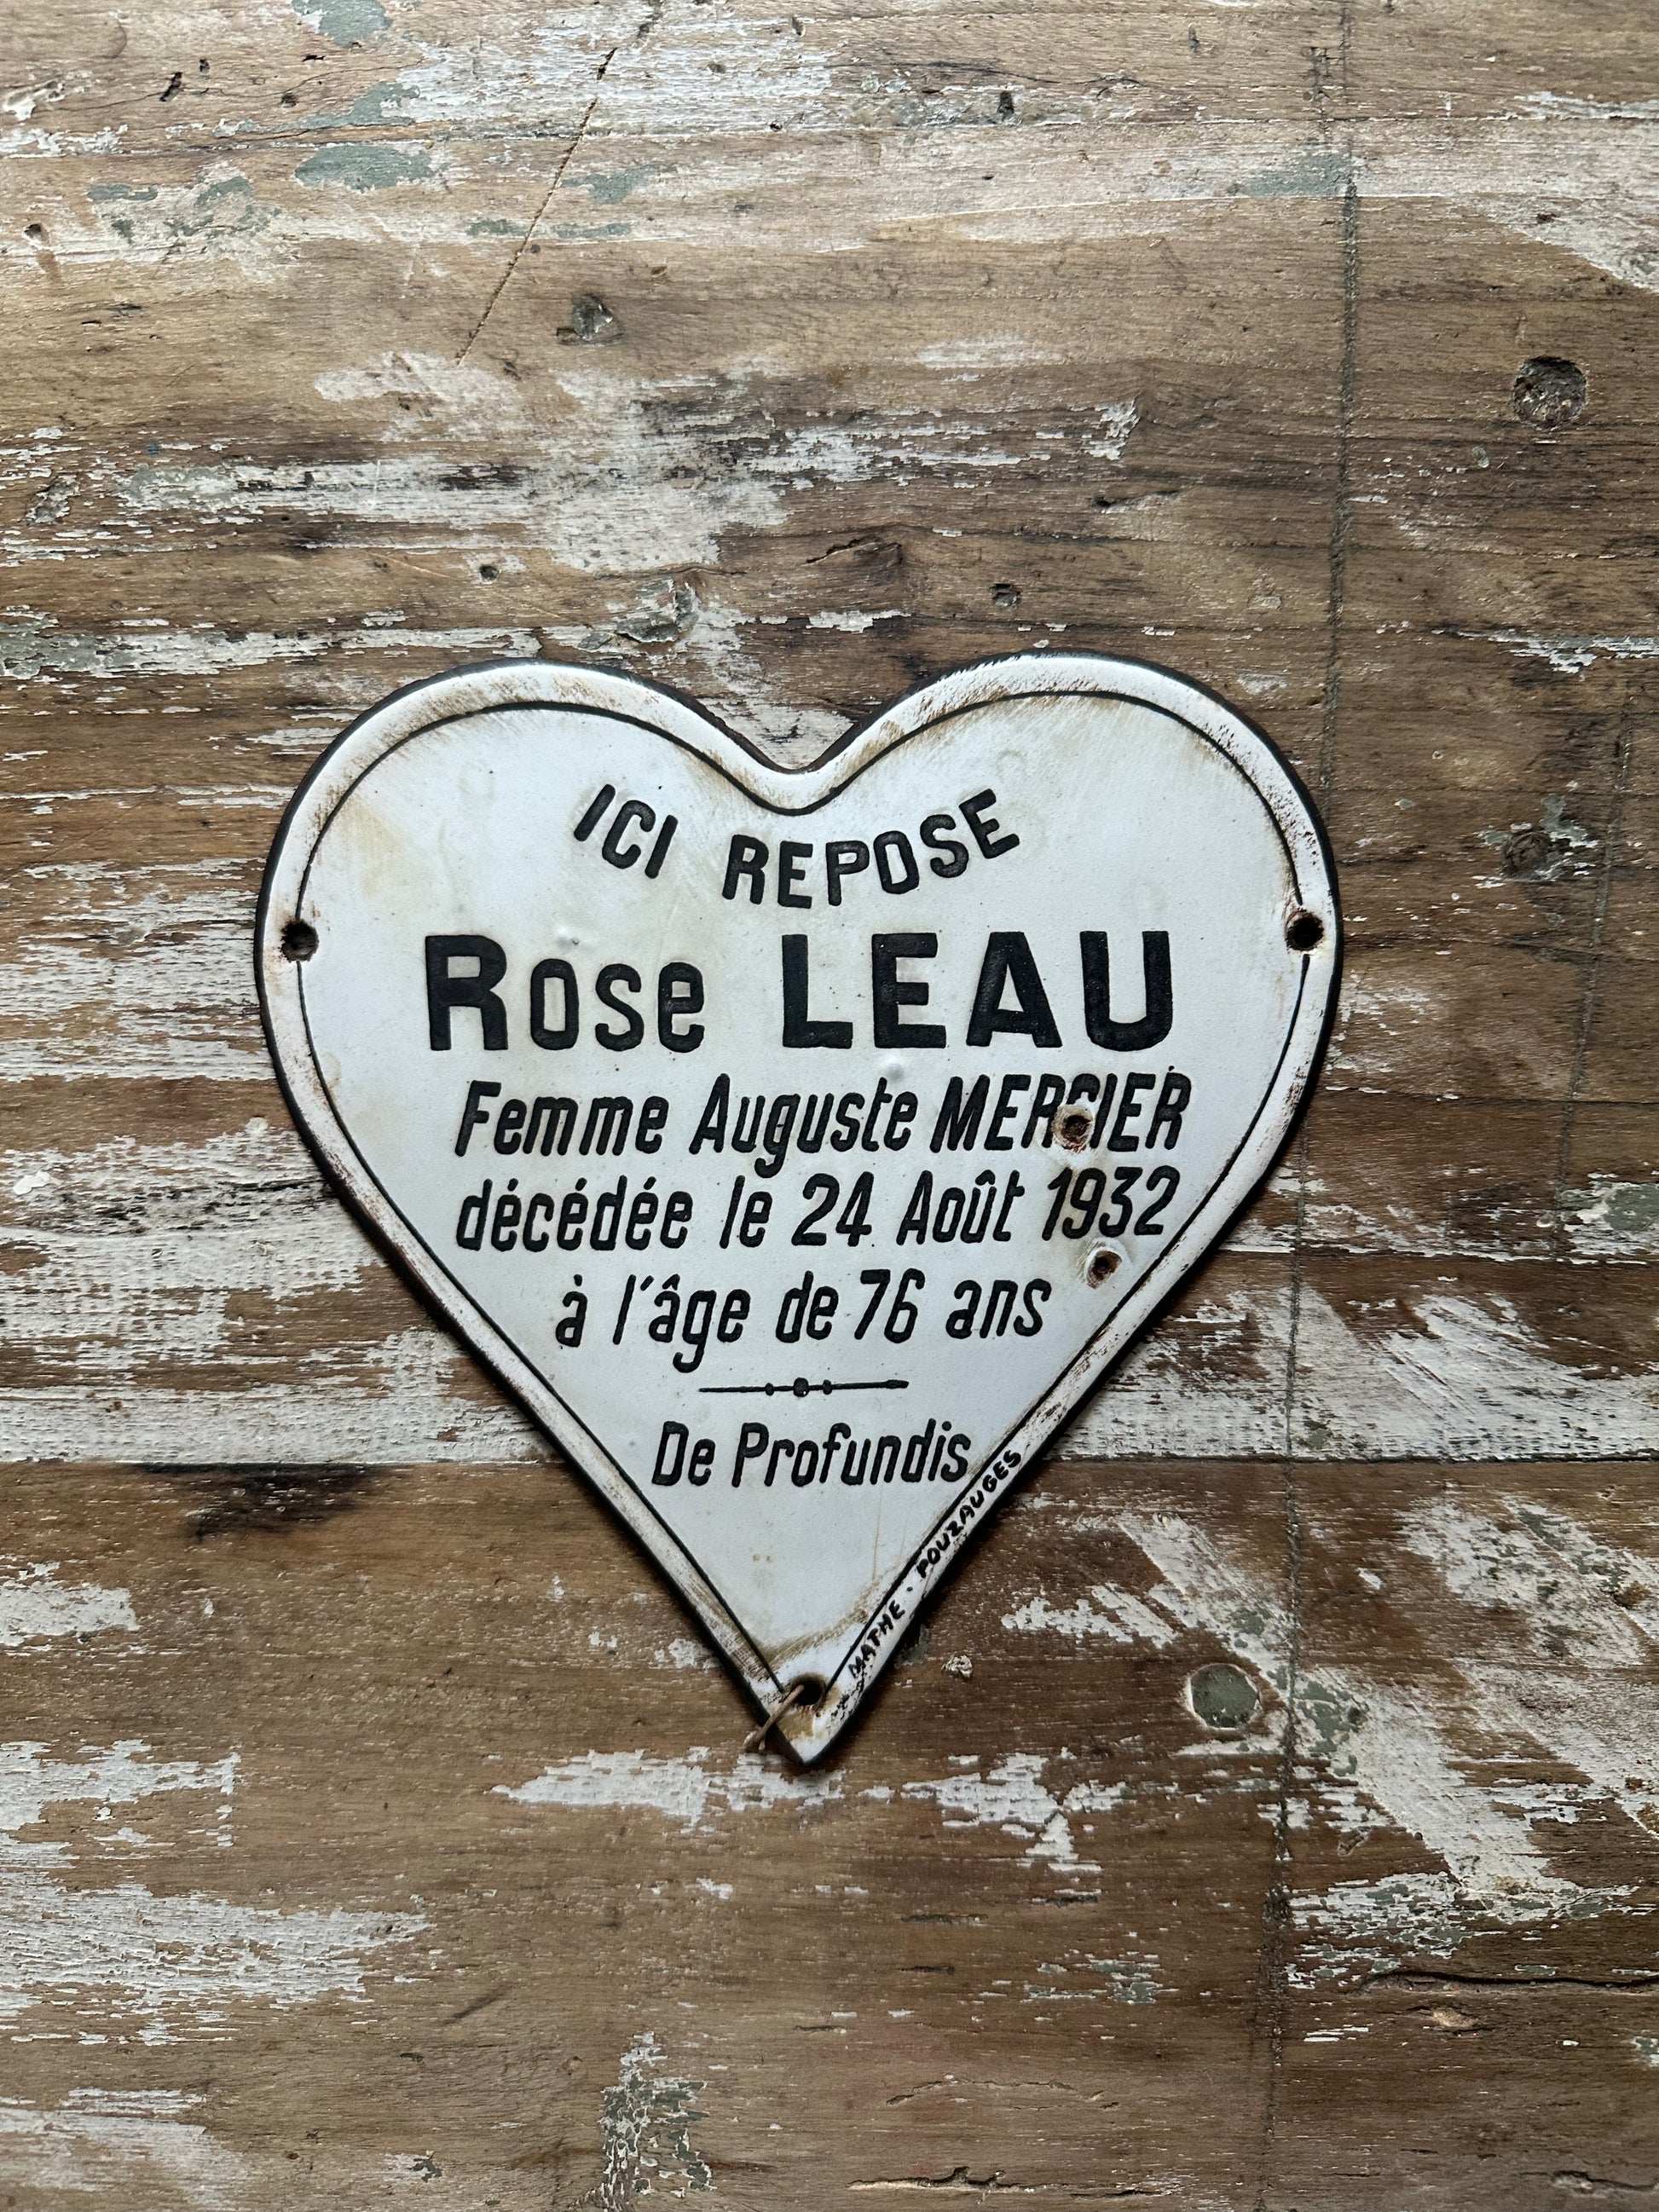 ICI REPOSE
Rose LEAU
Femme Auguste MERCIER
décédée le 24 Août 1932
à l'âge de 76 ans
De Profundis
MATHE · POUZAUGES